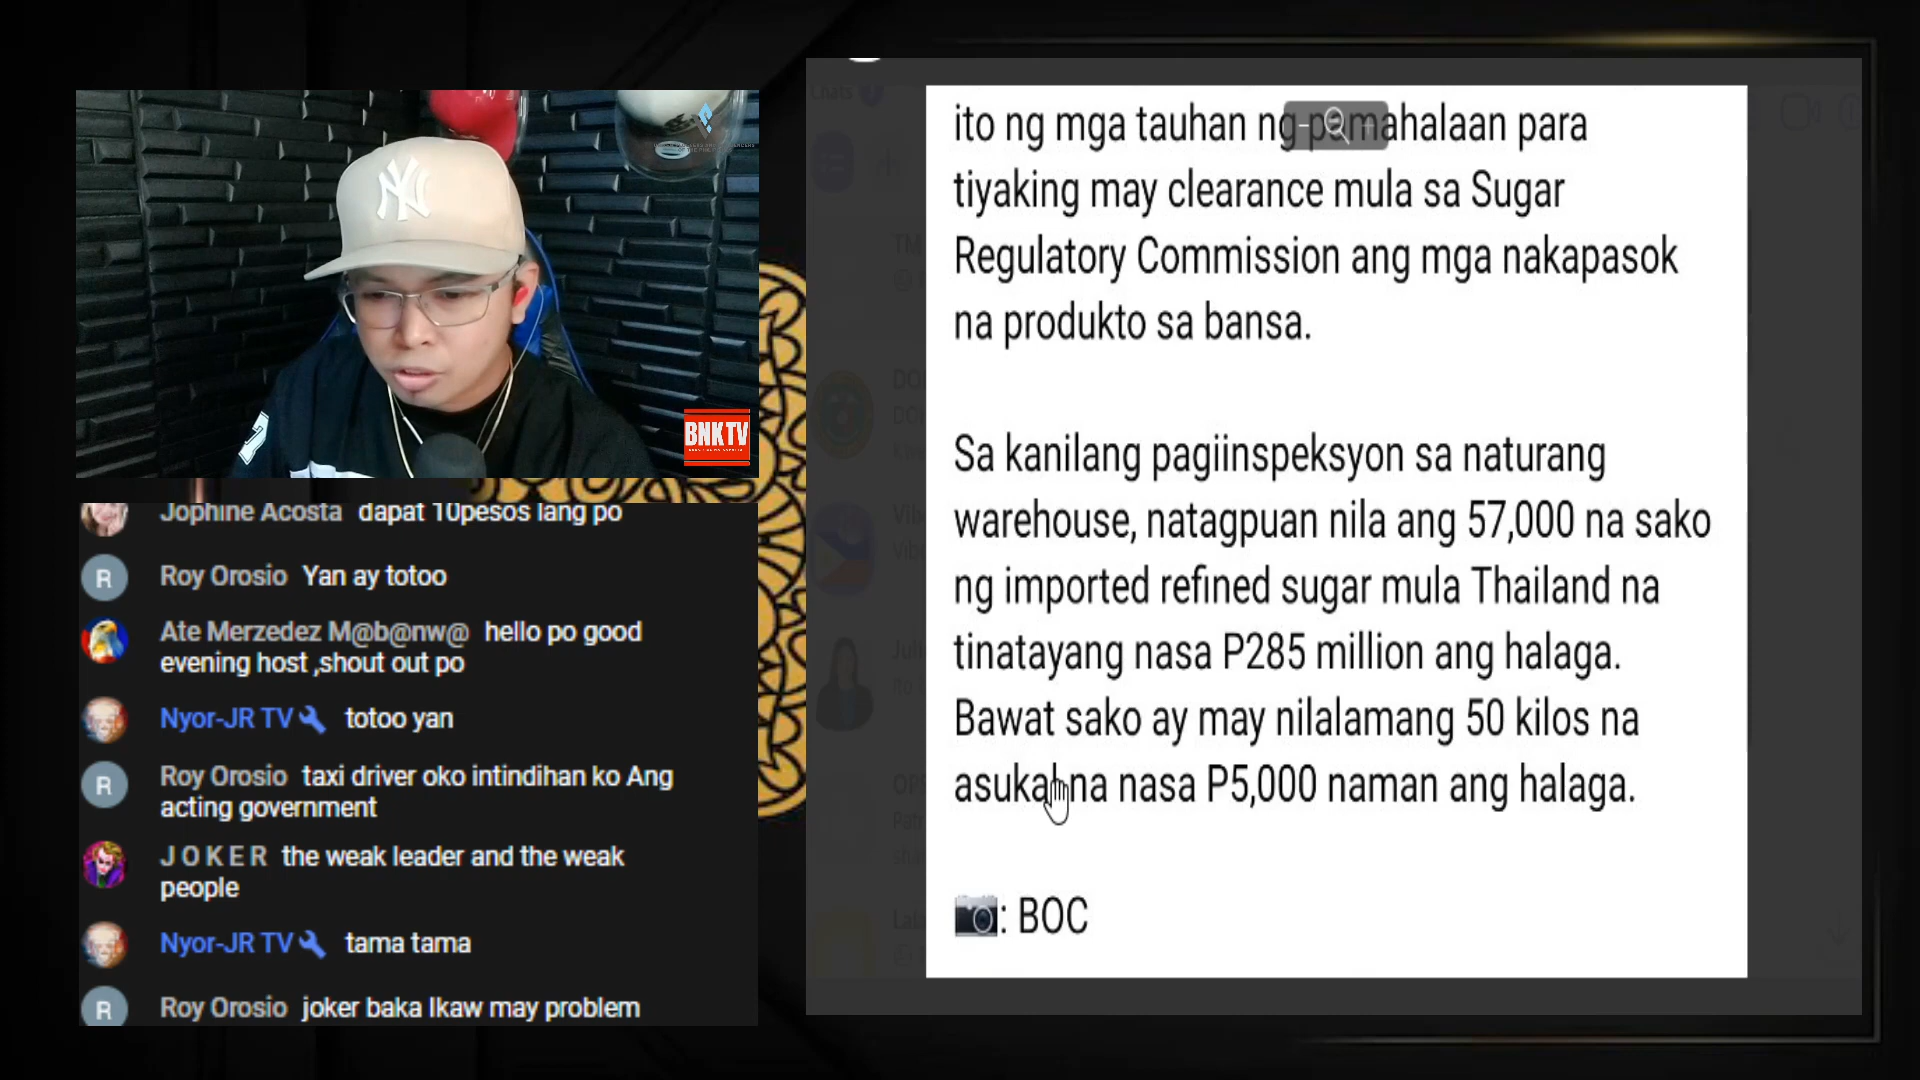 NY
BNKTV
Jophine Acosta dapat 10pesos lang po
Roy Orosio Yan ay totoo
Ate Merzedez M@b@nw@ hello po good
evening host ,shout out po
Nyor-JR TV totoo yan
Roy Orosio taxi driver oko intindihan ko Ang
acting government
J O K E R the weak leader and the weak
people
Nyor-JR TV tama tama
R Roy Orosio joker baka Ikaw may problem
Chats
ito ng mga tauhan ng pamahalaan para
tiyaking may clearance mula sa Sugar
Regulatory Commission ang mga nakapasok
na produkto sa bansa.
Sa kanilang pagiinspeksyon sa naturang
warehouse, natagpuan nila ang 57,000 na sako
ng imported refined sugar mula Thailand na
tinatayang nasa P285 million ang halaga.
Bawat sako ay may nilalamang 50 kilos na
asukal na nasa P5,000 naman ang halaga.
: BOC